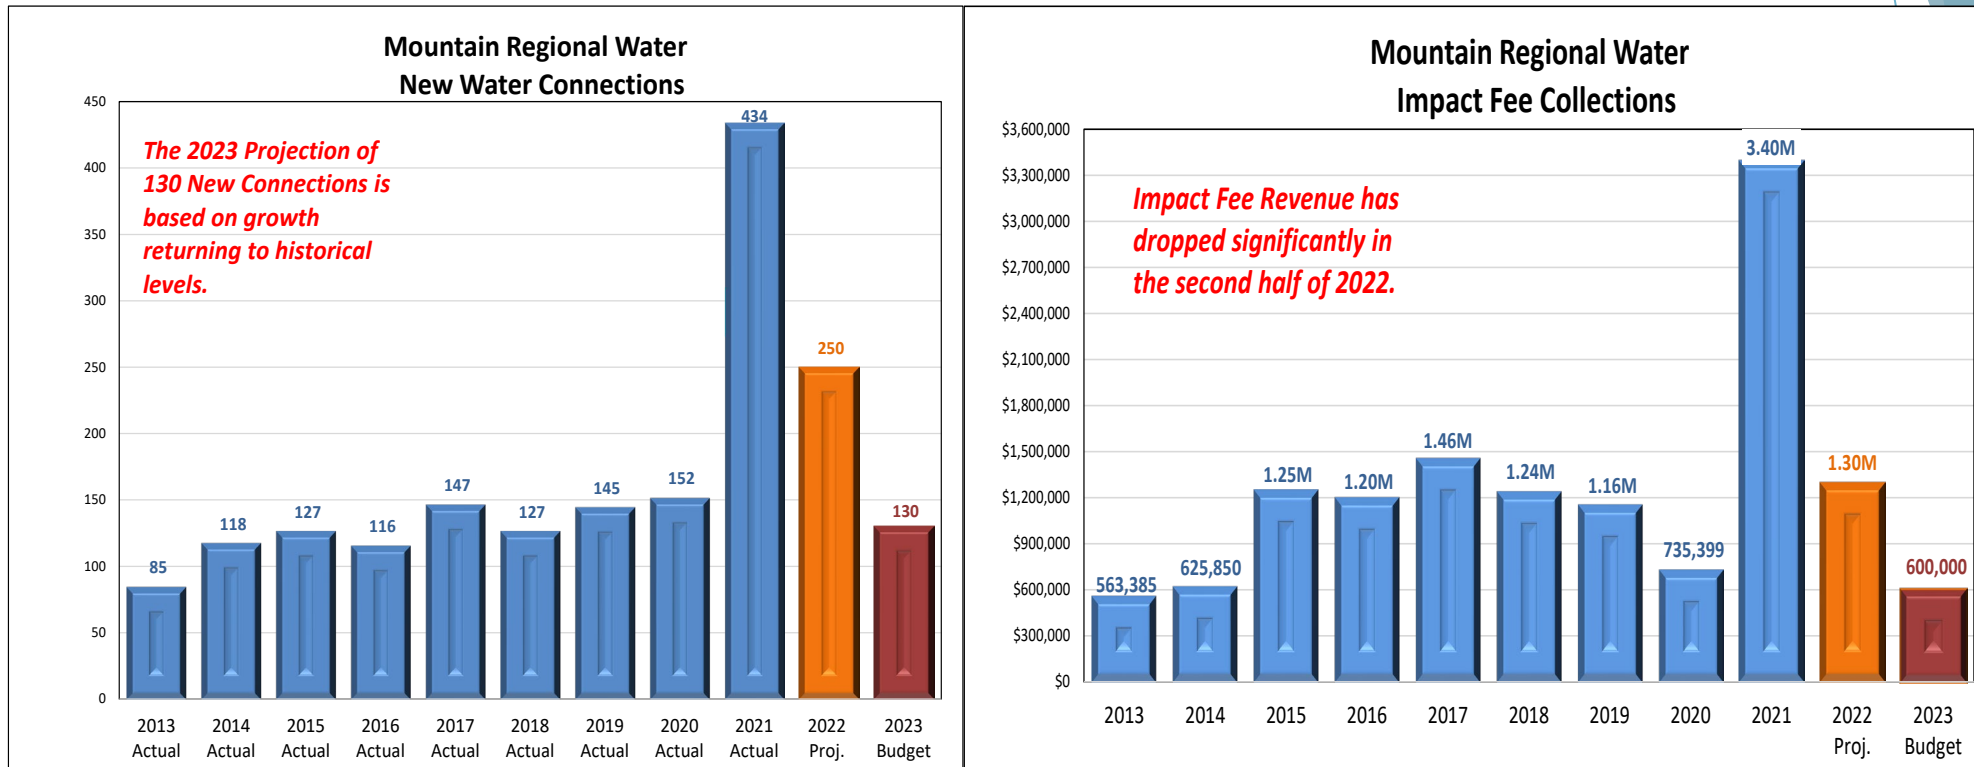 Mountain Regional Water
New Water Connections
450
400
350
300
250
200
150
100
50
0
The 2023 Projection of
130 New Connections is
based on growth
returning to historical
levels.
85
118
127
116
147
127
145
152
434
250
130
2013 2014 2015 2016 2017 2018 2019 2020 2021 2022 2023
Actual Actual Actual Actual Actual Actual Actual Actual Actual Proj. Budget
Mountain Regional Water
Impact Fee Collections
$3,600,000
$3,300,000
$3,000,000
$2,700,000
$2,400,000
$2,100,000
$1,800,000
$1,500,000
$1,200,000
$900,000
$600,000
$300,000
$0
Impact Fee Revenue has
dropped significantly in
the second half of 2022.
563,385
625,850
1.25M
1.20M
1.46M
1.24M
1.16M
735,399
3.40M
1.30M
600,000
2013 2014 2015 2016 2017 2018 2019 2020 2021 2022 2023
Proj. Budget